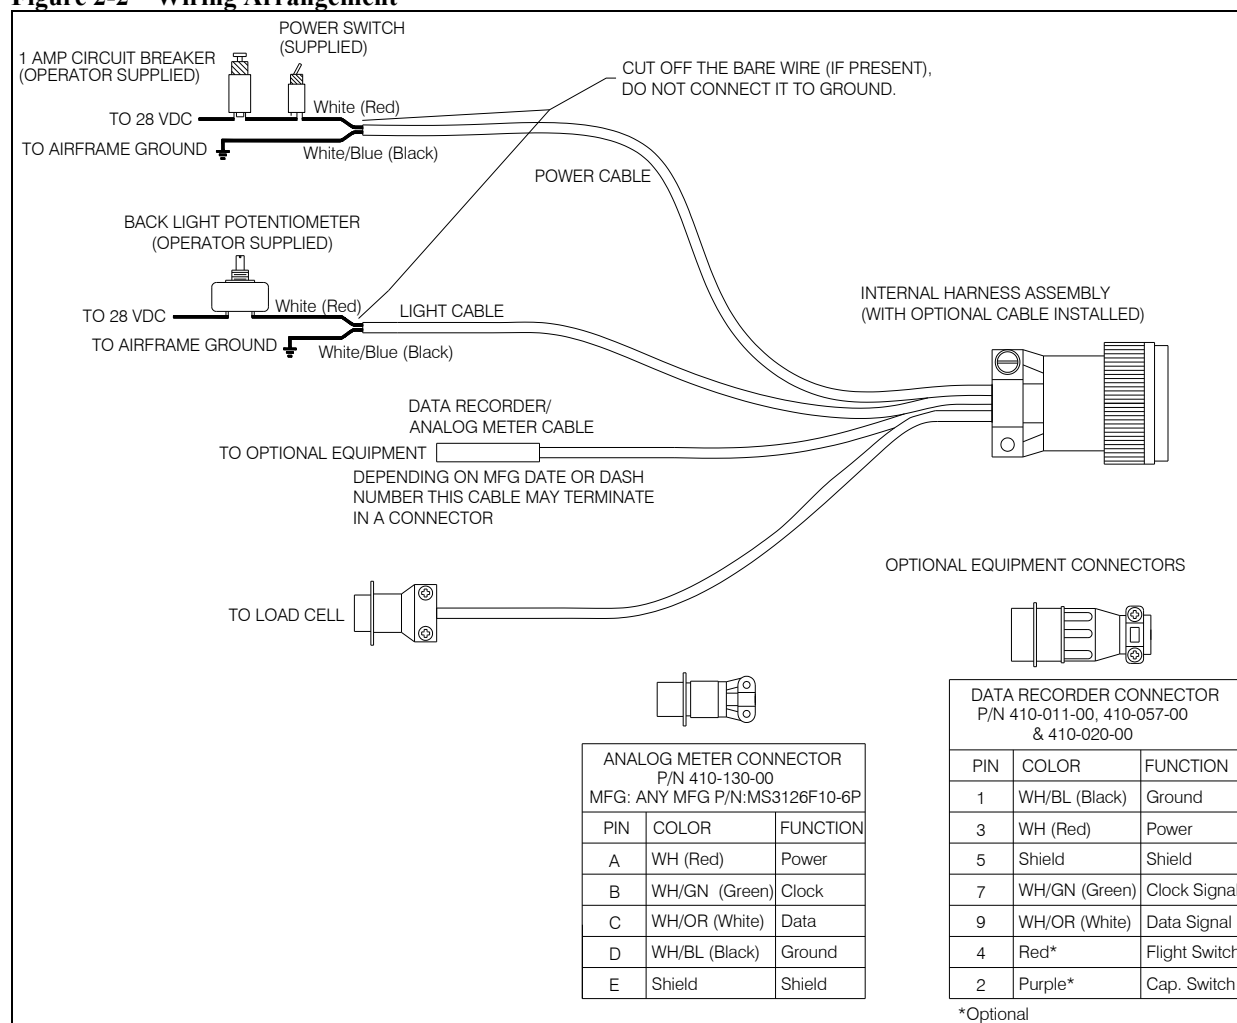 Figure 2-2 Wiring Arrangement
POWER SWITCH
(SUPPLIED)
1 AMP CIRCUIT BREAKER
(OPERATOR SUPPLIED)
CUT OFF THE BARE WIRE (IF PRESENT),
DO NOT CONNECT IT TO GROUND.
White (Red)
TO 28 VDC
TO AIRFRAME GROUND
White/Blue (Black)
POWER CABLE
BACK LIGHT POTENTIOMETER
(OPERATOR SUPPLIED)
INTERNAL HARNESS ASSEMBLY
(WITH OPTIONAL CABLE INSTALLED)
White (Red)
LIGHT CABLE
TO 28 VDC
TO AIRFRAME GROUND
White/Blue (Black)
DATA RECORDER/
ANALOG METER CABLE
TO OPTIONAL EQUIPMENT
DEPENDING ON MFG DATE OR DASH
NUMBER THIS CABLE MAY TERMINATE
IN A CONNECTOR
TO LOAD CELL
OPTIONAL EQUIPMENT CONNECTORS
ANALOG METER CONNECTOR
P/N 410-130-00
MFG: ANY MFG P/N:MS3126F10-6P
PIN COLOR FUNCTION
A WH (Red) Power
B WH/GN (Green) Clock
C WH/OR (White) Data
D WH/BL (Black) Ground
E Shield Shield
DATA RECORDER CONNECTOR
P/N 410-011-00, 410-057-00
& 410-020-00
PIN COLOR FUNCTION
1 WH/BL (Black) Ground
3 WH (Red) Power
5 Shield Shield
7 WH/GN (Green) Clock Signal
9 WH/OR (White) Data Signal
4 Red* Flight Switch
2 Purple* Cap. Switch
*Optional